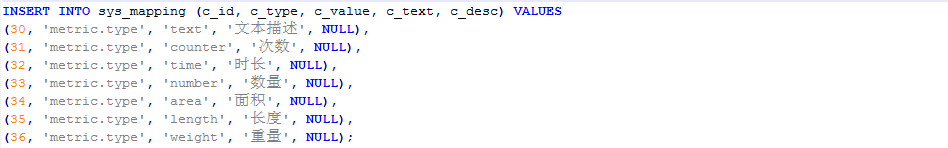 INSERT INTO sys_mapping (c_id, c_type, c_value, c_text, c_desc) VALUES
(30, 'metric.type', 'text', '文本描述', NULL),
(31, 'metric.type', 'counter', '次数', NULL),
(32, 'metric.type', 'time', '时长', NULL),
(33, 'metric.type', 'number', '数量', NULL),
(34, 'metric.type', 'area', '面积', NULL),
(35, 'metric.type', 'length', '长度', NULL),
(36, 'metric.type', 'weight', '重量', NULL);